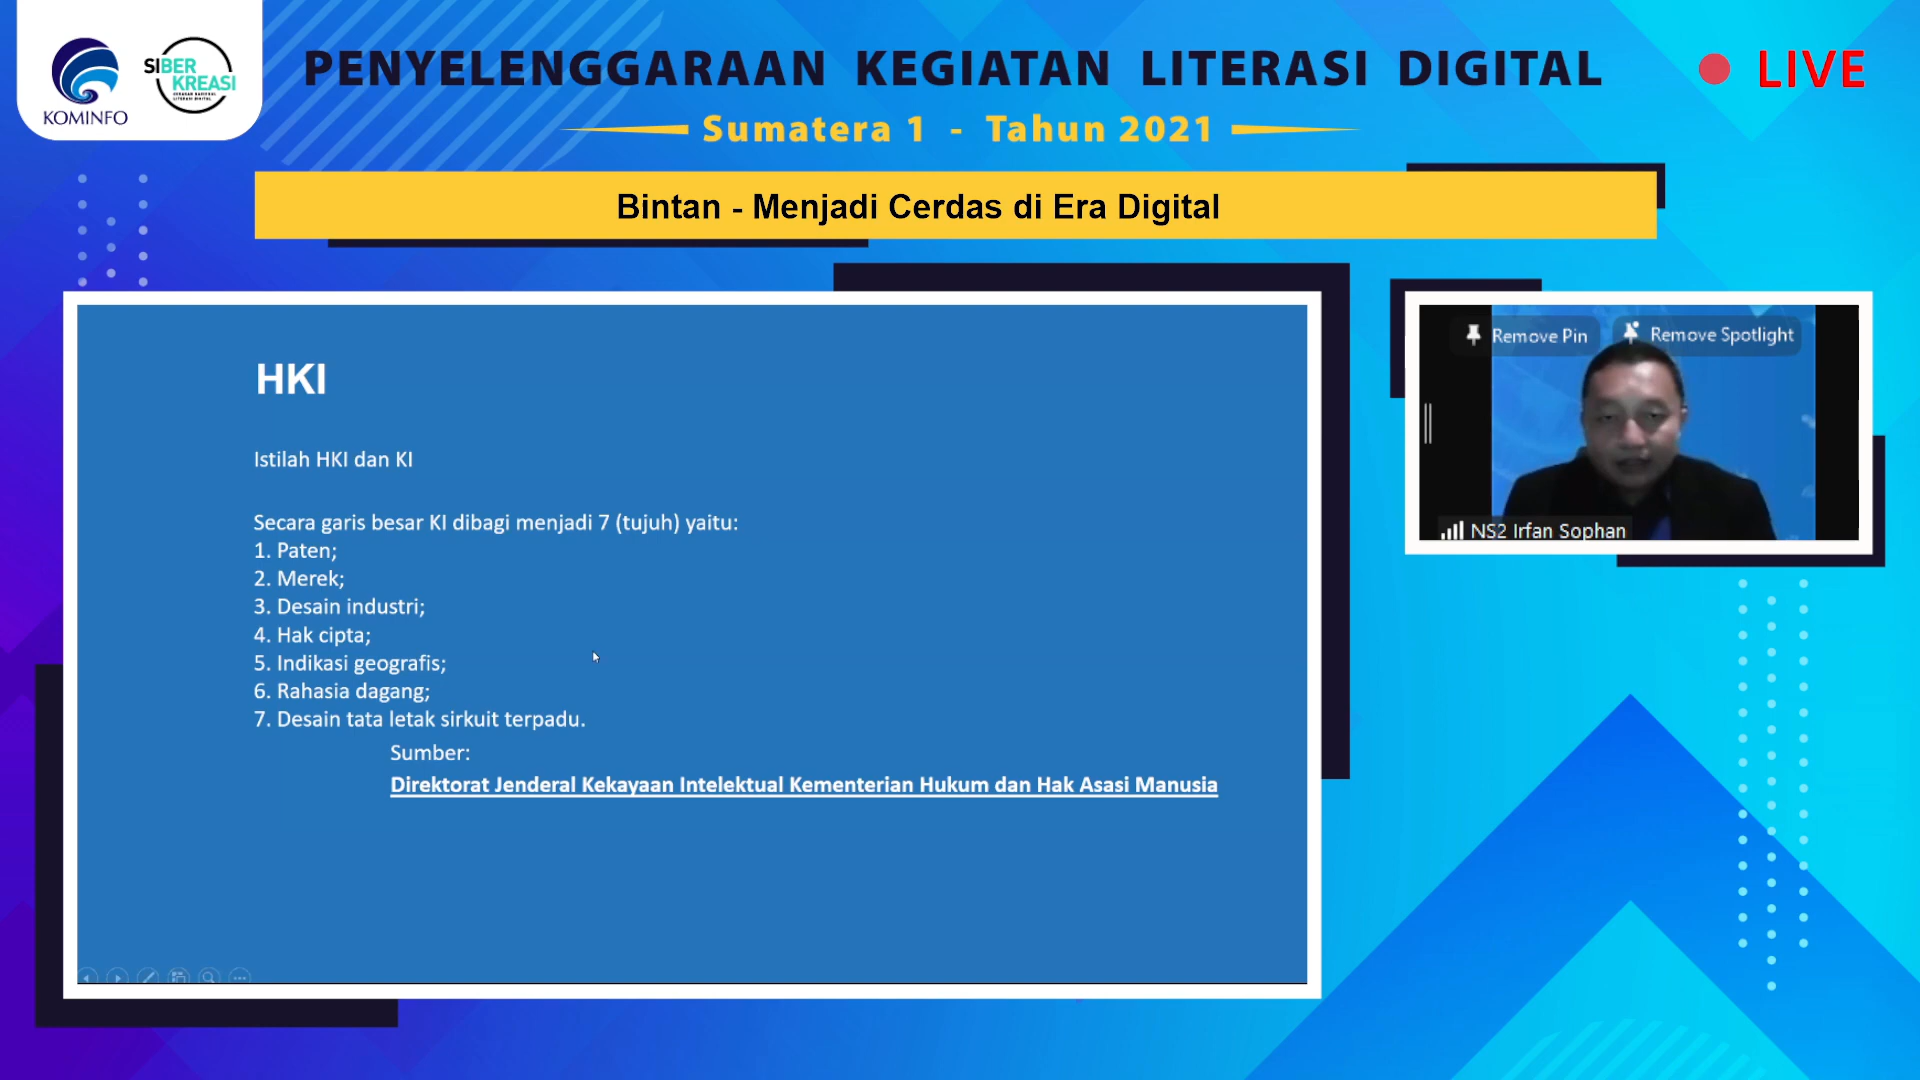 KOMINFO
SIBER
KREASI
PENYELENGGARAAN KEGIATAN LITERASI DIGITAL
LIVE
Sumatera 1 - Tahun 2021
Bintan - Menjadi Cerdas di Era Digital
HKI
Istilah HKI dan KI
Secara garis besar KI dibagi menjadi 7 (tujuh) yaitu:
1. Paten;
2. Merek;
3. Desain industri;
4. Hak cipta;
5. Indikasi geografis;
6. Rahasia dagang;
7. Desain tata letak sirkuit terpadu.
Sumber:
Direktorat Jenderal Kekayaan Intelektual Kementerian Hukum dan Hak Asasi Manusia
Remove Pin
Remove Spotlight
NS2 Irfan Sophan